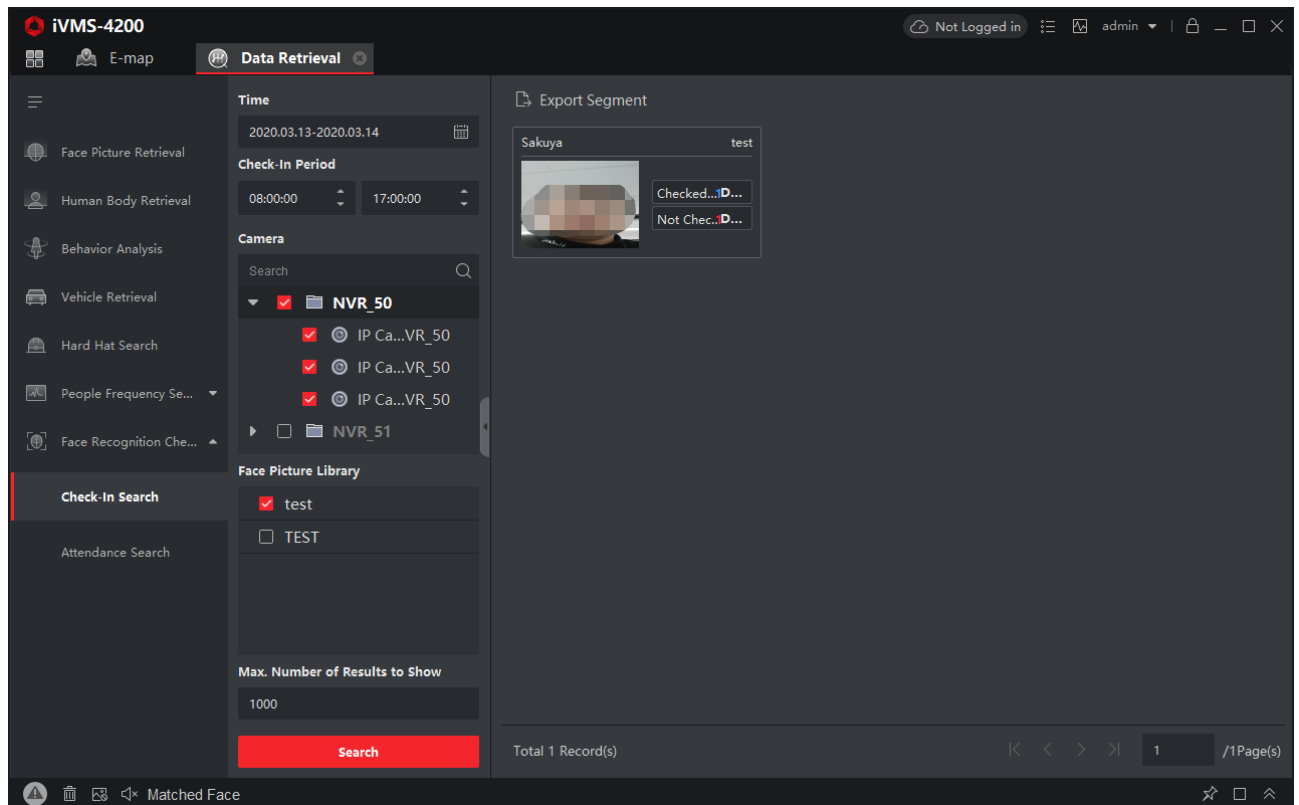 iVMS-4200
Not Logged in
admin
E-map
Data Retrieval
Time
2020.03.13-2020.03.14
Check-In Period
08:00:00
17:00:00
Camera
Search
NVR_50
IP Ca...VR_50
IP Ca...VR_50
IP Ca...VR_50
NVR_51
Face Picture Library
test
TEST
Max. Number of Results to Show
1000
Search
Face Picture Retrieval
Human Body Retrieval
Behavior Analysis
Vehicle Retrieval
Hard Hat Search
People Frequency Se...
Face Recognition Che...
Check-In Search
Attendance Search
Export Segment
Sakuya
test
Checked...1D...
Not Chec..1D...
Total 1 Record(s)
1
/1Page(s)
Matched Face